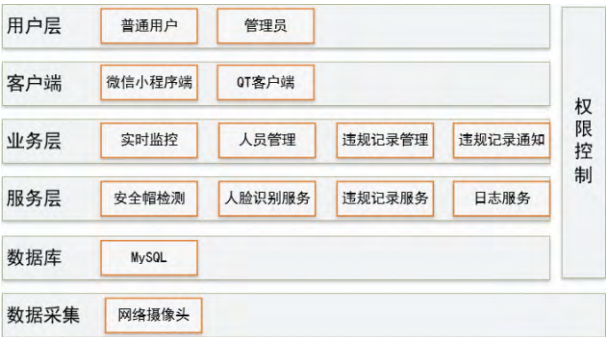 用户层 普通用户 管理员
客户端 微信小程序端 QT客户端
业务层 实时监控 人员管理 违规记录管理 违规记录通知
服务层 安全帽检测 人脸识别服务 违规记录服务 日志服务
数据库 MySQL
数据采集 网络摄像头
权限控制